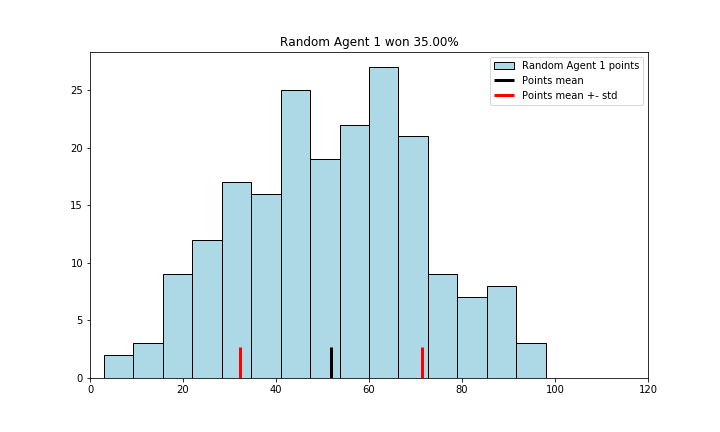 Random Agent 1 won 35.00%
Random Agent 1 points
Points mean
Points mean +- std
25
20
15
10
5
0
0 20 40 60 80 100 120